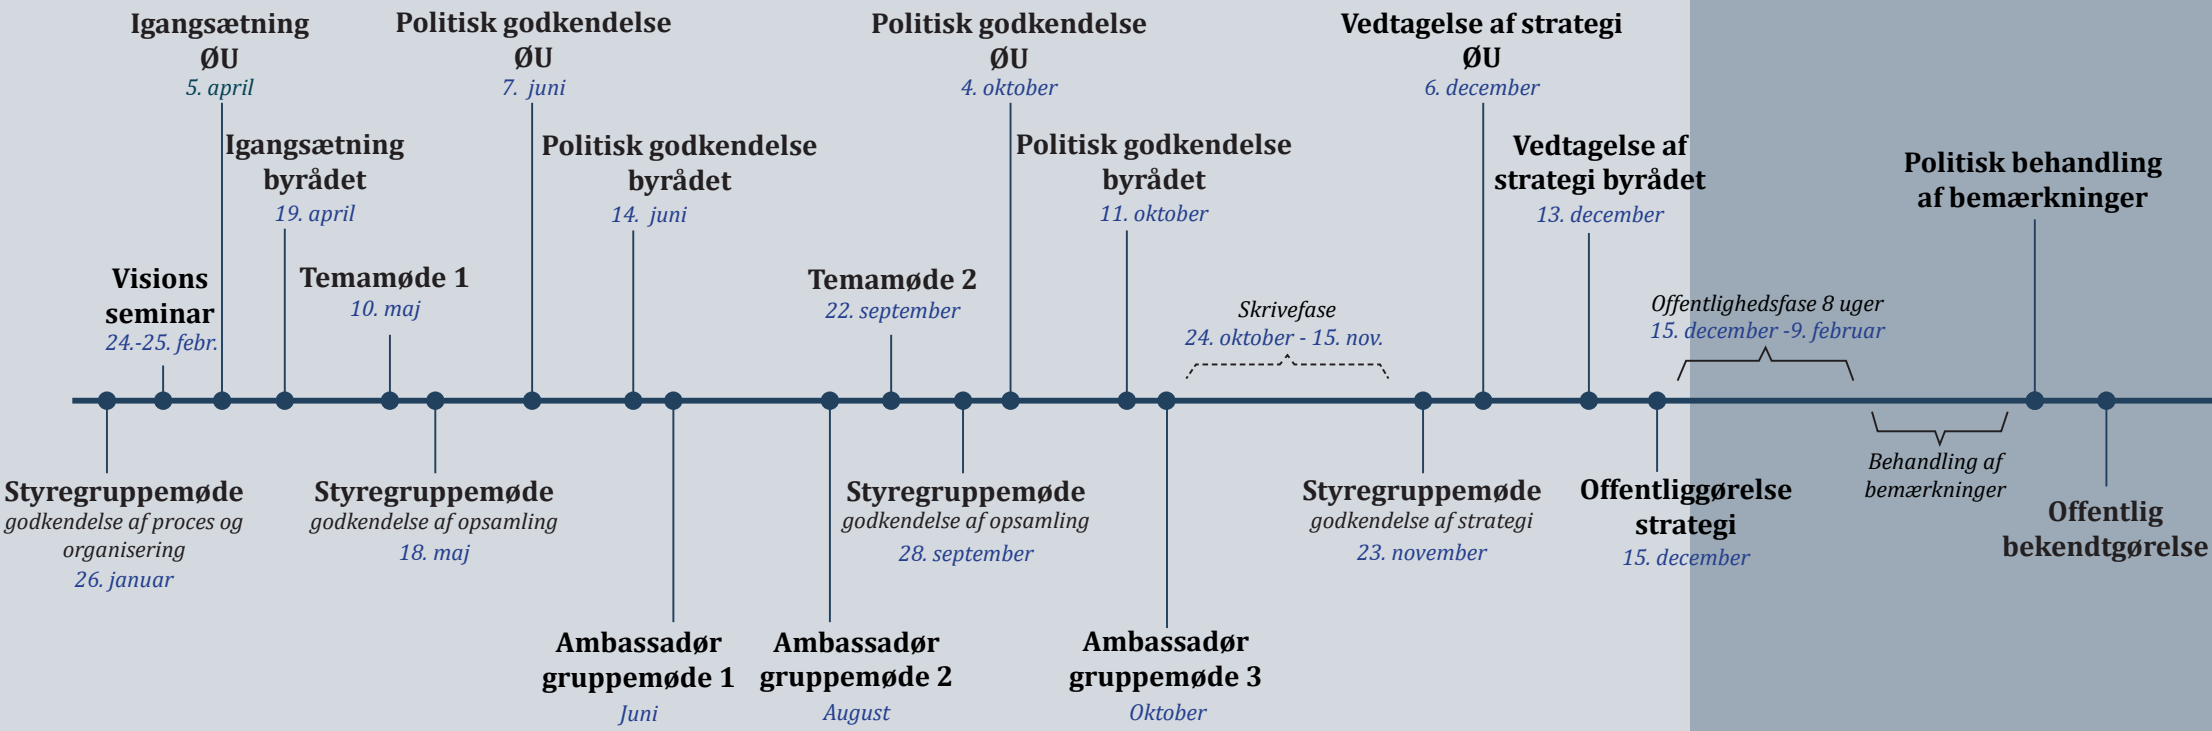 Igangsætning
ØU
5. april
Politisk godkendelse
ØU
7. juni
Politisk godkendelse
ØU
4. oktober
Vedtagelse af strategi
ØU
6. december
Igangsætning
byrådet
19. april
Politisk godkendelse
byrådet
14. juni
Politisk godkendelse
byrådet
11. oktober
Vedtagelse af
strategi byrådet
13. december
Politisk behandling
af bemærkninger
Visions
seminar
24.-25. febr.
Temamøde 1
10. maj
Temamøde 2
22. september
Skrivefase
24. oktober - 15. nov.
Offentlighedsfase 8 uger
15. december -9. februar
Styregruppemøde
godkendelse af proces og
organisering
26. januar
Styregruppemøde
godkendelse af opsamling
18. maj
Styregruppemøde
godkendelse af opsamling
28. september
Styregruppemøde
godkendelse af strategi
23. november
Offentliggørelse
strategi
15. december
Behandling af
bemærkninger
Offentlig
bekendtgørelse
Ambassadør
gruppemøde 1
Juni
Ambassadør
gruppemøde 2
August
Ambassadør
gruppemøde 3
Oktober